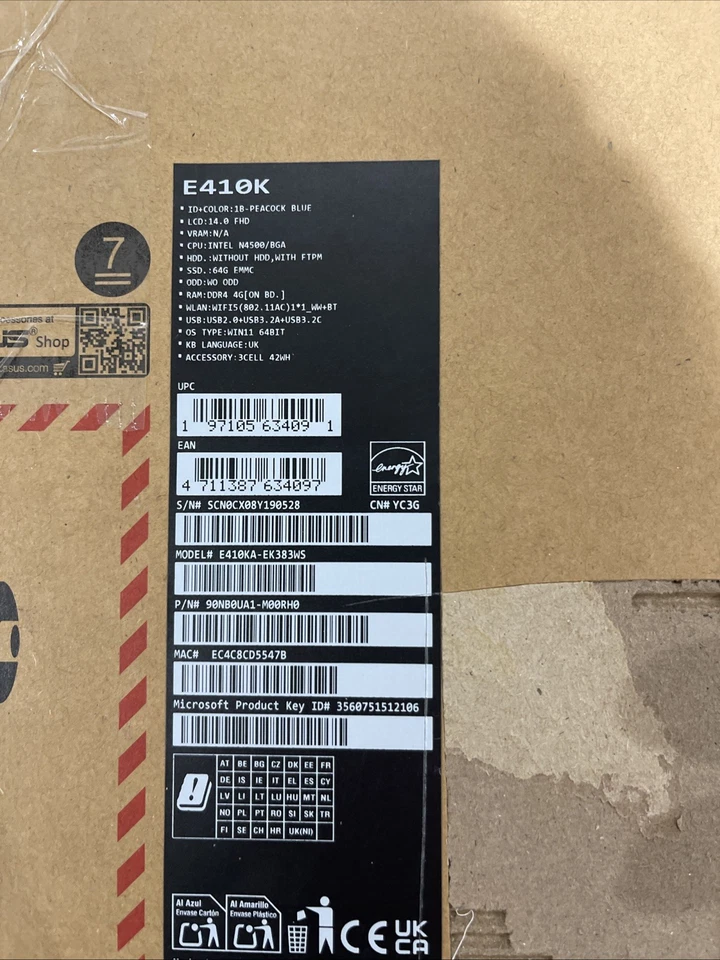 E410K
• ID+COLOR:1B-PEACOCK BLUE
• LCD:14.0 FHD
• VRAM:N/A
• CPU:INTEL N4500/BGA
• HDD.:WITHOUT HDD,WITH FTPM
• SSD.:64G EMMC
• ODD:WO ODD
• RAM:DDR4 4G[ON BD.]
• WLAN:WIFI5(802.11AC)1*1_WW+BT
• USB:USB2.0+USB3.2A+USB3.2C
• OS TYPE:WIN11 64BIT
• KB LANGUAGE:UK
• ACCESSORY:3CELL 42WH
7
Shop
UPC
1 97105 63409 1
EAN
4 711387 634097
energy
ENERGY STAR
S/N# SCN0CX08Y190528 CN# YC3G
MODEL# E410KA-EK383WS
P/N# 90NB0UA1-M00RH0
MAC# EC4C8CD5547B
Microsoft Product Key ID# 3560751512106
AT BE BG CZ DK EE FR
DE IS IE IT EL ES CY
LV LI LT LU HU MT NL
NO PL PT RO SI SK TR
FI SE CH HR UK(NI)
Al Azul
Envase Cartón
Al Amarillo
Envase Plástico
CE
UK
CA